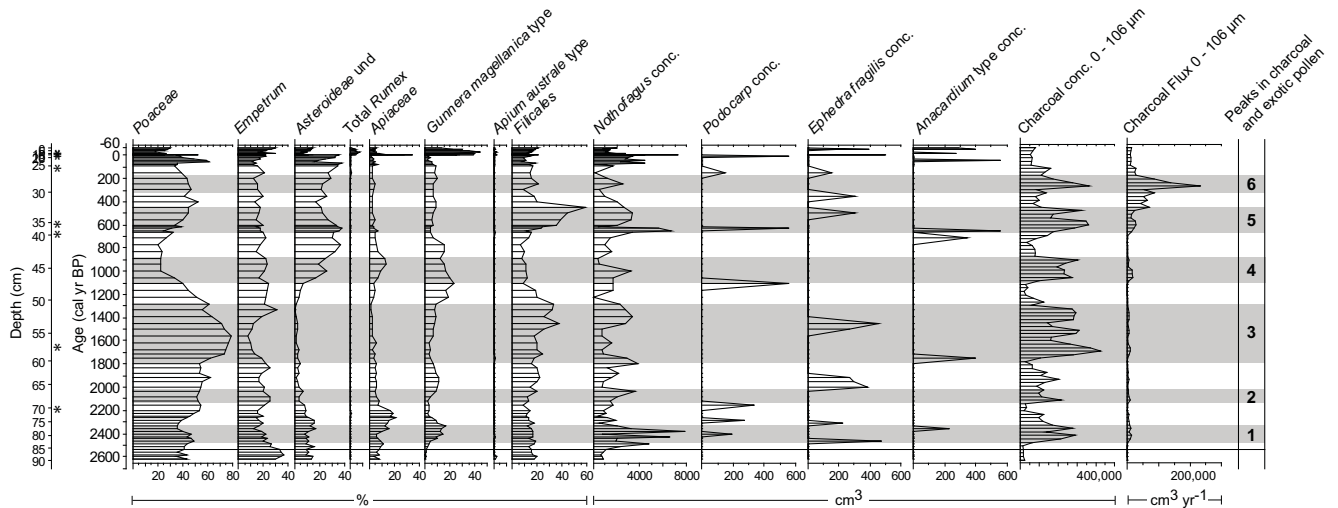 Poaceae
Empetrum
Asteroideae und
Total Rumex
Apiaceae
Gunnera magellanica type
Apium australe type
Filicales
Nothofagus conc.
Podocarp conc.
Ephedra fragilis conc.
Anacardium type conc.
Charcoal conc. 0 - 106 µm
Charcoal Flux 0 - 106 µm
Peaks in charcoal
and exotic pollen
Depth (cm)
25
30
35
40
45
50
55
60
65
70
75
80
85
90
*
*
*
*
*
Age (cal yr BP)
-60
0
200
400
600
800
1000
1200
1400
1600
1800
2000
2200
2400
2600
6
5
4
3
2
1
20 40 60 80
20 40
20 40
20 40
20 40
20 40 60
4000 8000
200 400 600
200 400 600
200 400 600
400,000
200,000
%
cm3
cm3 yr-1